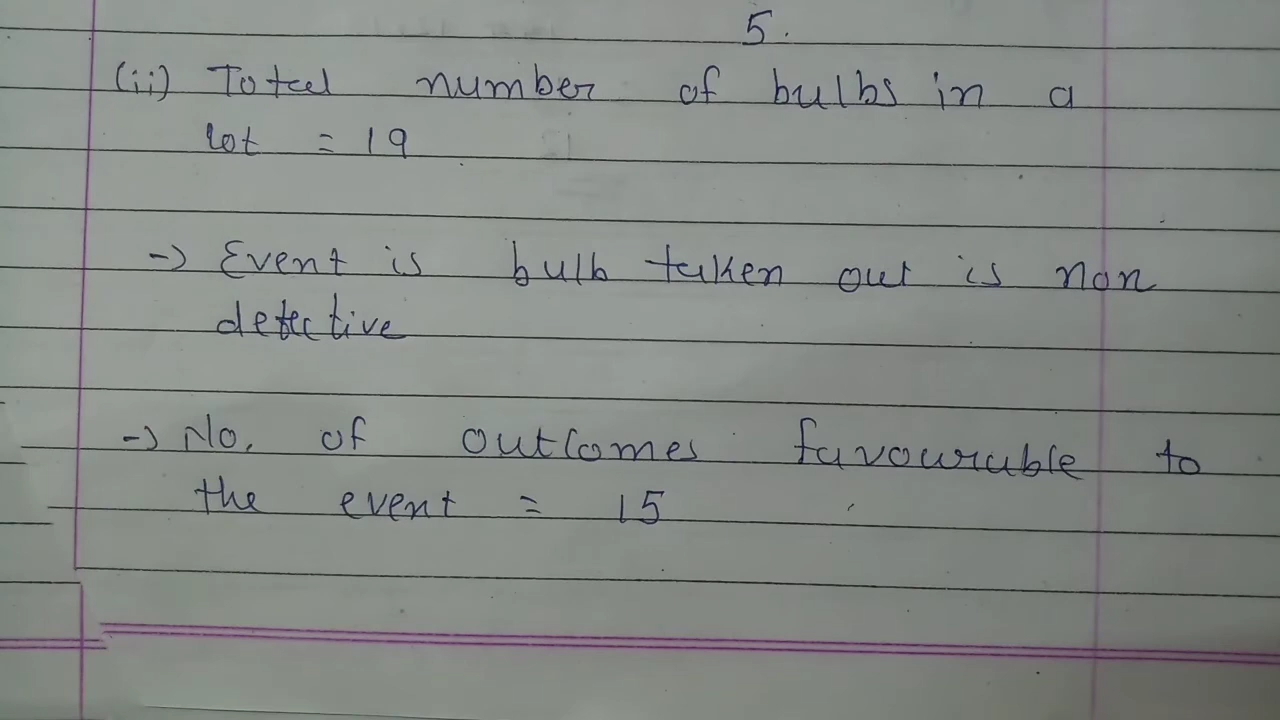 5.
(ii) Total number of bulbs in a
lot = 19
-> Event is bulb taken out is non
defective
-> No. of outcomes favourable to
the event = 15